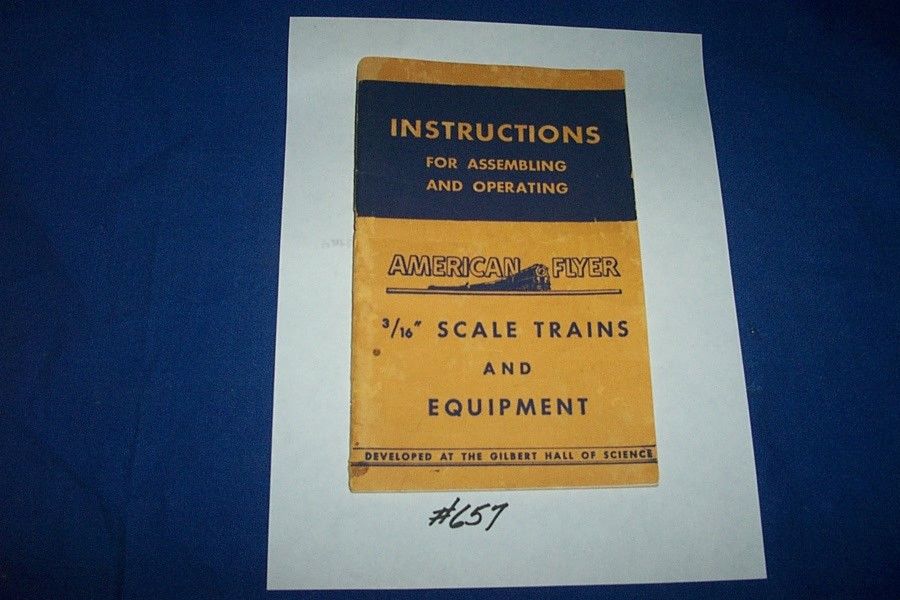 INSTRUCTIONS
FOR ASSEMBLING
AND OPERATING
AMERICAN FLYER
3/16" SCALE TRAINS
AND
EQUIPMENT
DEVELOPED AT THE GILBERT HALL OF SCIENCE
#657